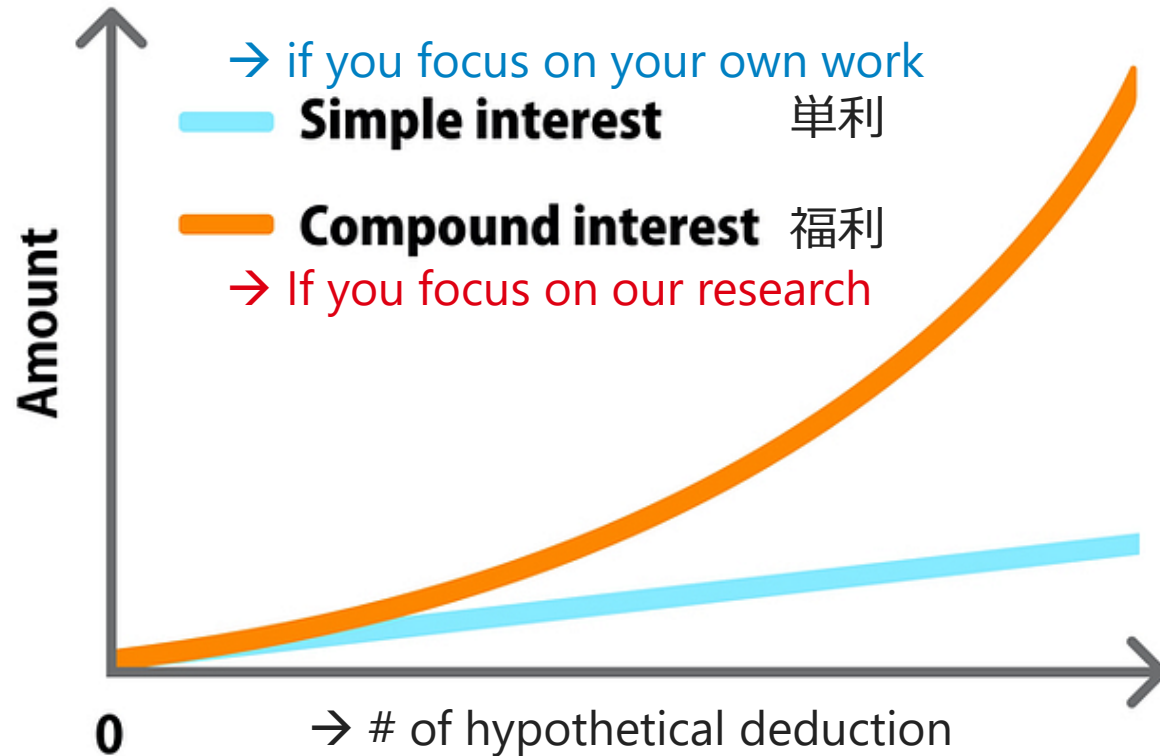 → if you focus on your own work
Simple interest 単利
Compound interest 福利
→ If you focus on our research
Amount
0
→ # of hypothetical deduction